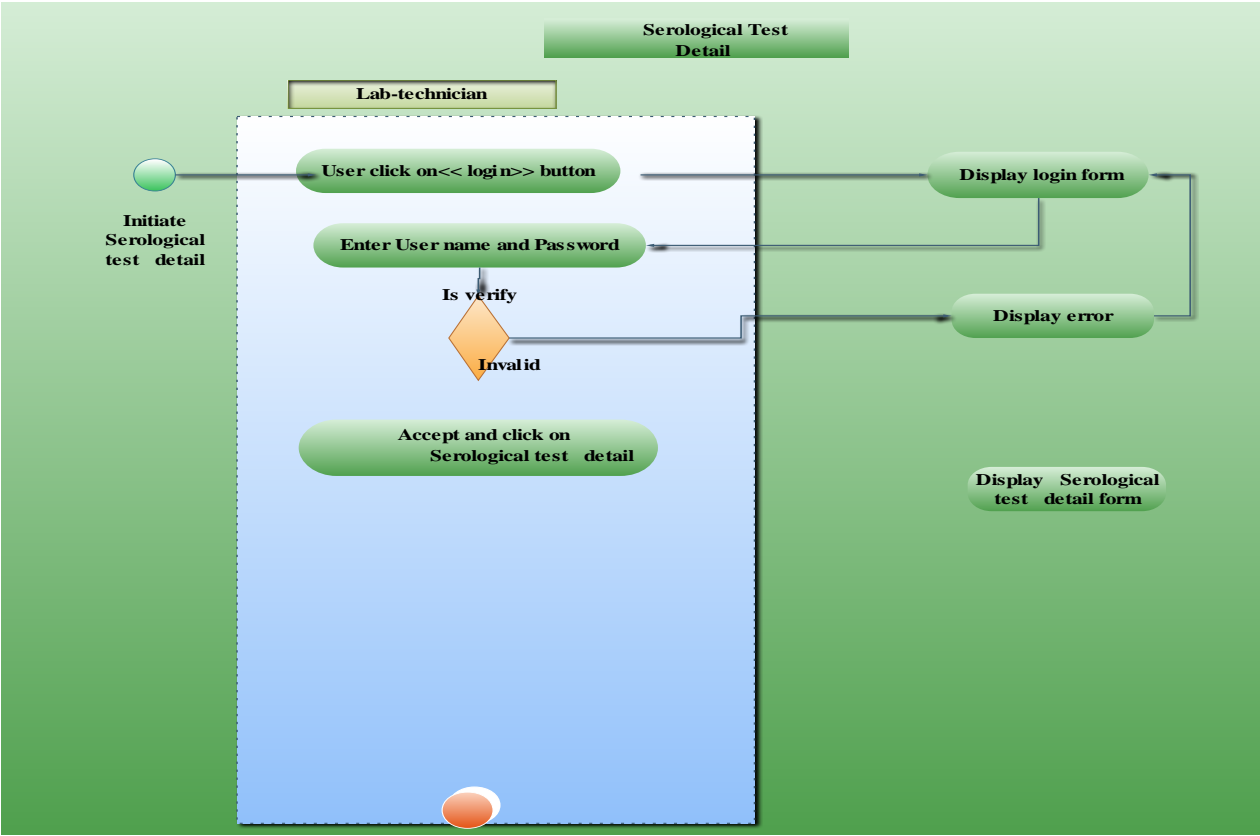 Serological Test
Detail
Lab-technician
User click on<< login>> button
Display login form
Initiate
Serological
test detail
Enter User name and Password
Is verify
Display error
Invalid
Accept and click on
Serological test detail
Display Serological
test detail form